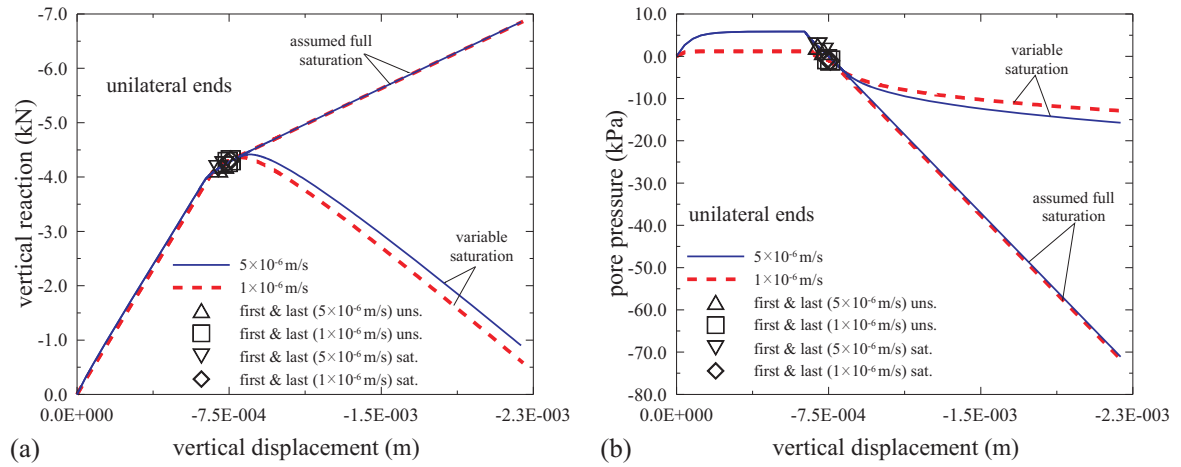 (a)
-7.0
-6.0
-5.0
-4.0
-3.0
-2.0
-1.0
0.0
vertical reaction (kN)
assumed full
saturation
unilateral ends
variable
saturation
5×10⁻⁶ m/s
1×10⁻⁶ m/s
first & last (5×10⁻⁶ m/s) uns.
first & last (1×10⁻⁶ m/s) uns.
first & last (5×10⁻⁶ m/s) sat.
first & last (1×10⁻⁶ m/s) sat.
0.0E+000 -7.5E-004 -1.5E-003 -2.3E-003
vertical displacement (m)
(b)
10.0
0.0
-10.0
-20.0
-30.0
-40.0
-50.0
-60.0
-70.0
-80.0
pore pressure (kPa)
variable
saturation
assumed full
saturation
unilateral ends
5×10⁻⁶ m/s
1×10⁻⁶ m/s
first & last (5×10⁻⁶ m/s) uns.
first & last (1×10⁻⁶ m/s) uns.
first & last (5×10⁻⁶ m/s) sat.
first & last (1×10⁻⁶ m/s) sat.
0.0E+000 -7.5E-004 -1.5E-003 -2.3E-003
vertical displacement (m)